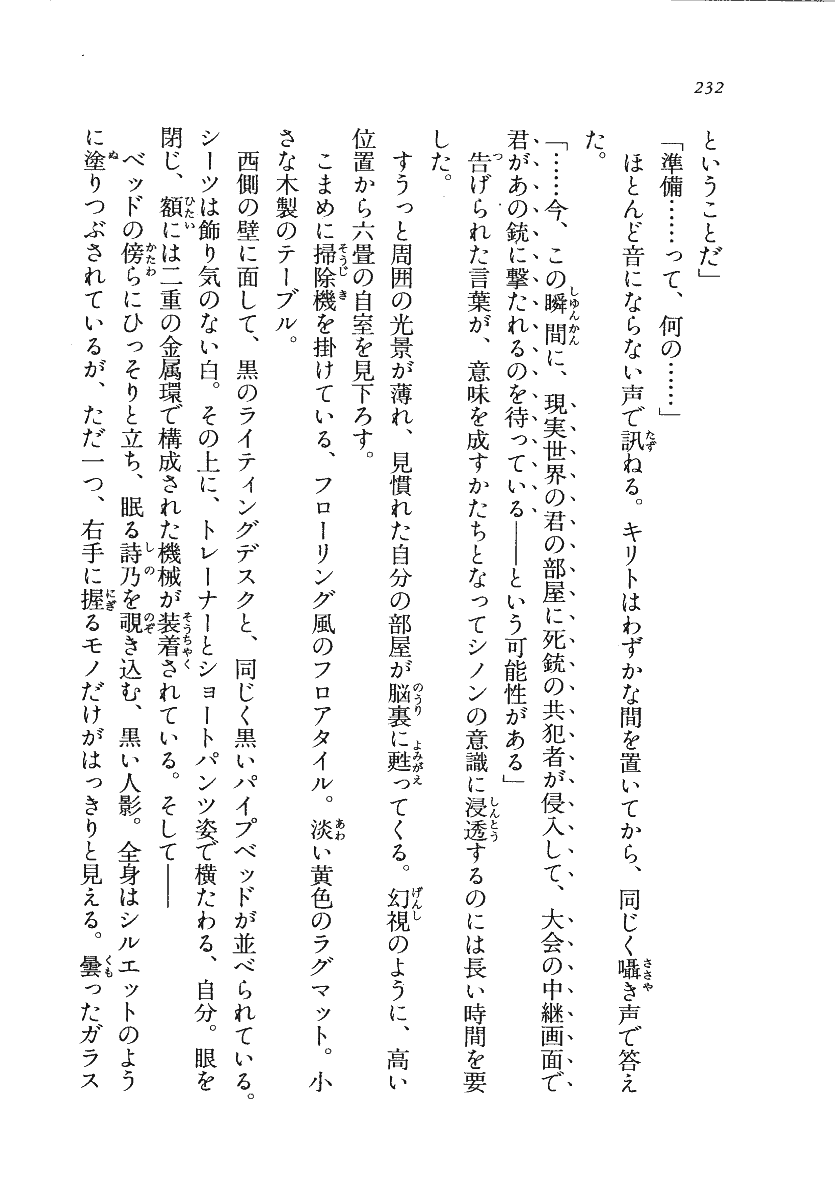 232
ということだ」
「準備……って、何の……」
ほとんど音にならない声で訊ねる。キリトはわずかな間を置いてから、同じく囁き声で答え
た。
「……今、この瞬間に、現実世界の君の部屋に死銃の共犯者が侵入して、大会の中継画面で
君があの銃に撃たれるのを待っている――という可能性がある」
告げられた言葉が、意味を成すかたちとなってシノンの意識に浸透するのには長い時間を要
した。
すうっと周囲の光景が薄れ、見慣れた自分の部屋が脳裏に甦ってくる。幻視のように、高い
位置から六畳の自室を見下ろす。
こまめに掃除機を掛けている、フローリング風のフロアタイル。淡い黄色のラグマット。小
さな木製のテーブル。
西側の壁に面して、黒のライティングデスクと、同じく黒いパイプベッドが並べられている。
シーツは飾り気のない白。その上に、トレーナーとショートパンツ姿で横たわる、自分。眼を
閉じ、額には二重の金属環で構成された機械が装着されている。そして――
ベッドの傍らにひっそりと立ち、眠る詩乃を覗き込む、黒い人影。全身はシルエットのよう
に塗りつぶされているが、ただ一つ、右手に握るモノだけがはっきりと見える。曇ったガラス